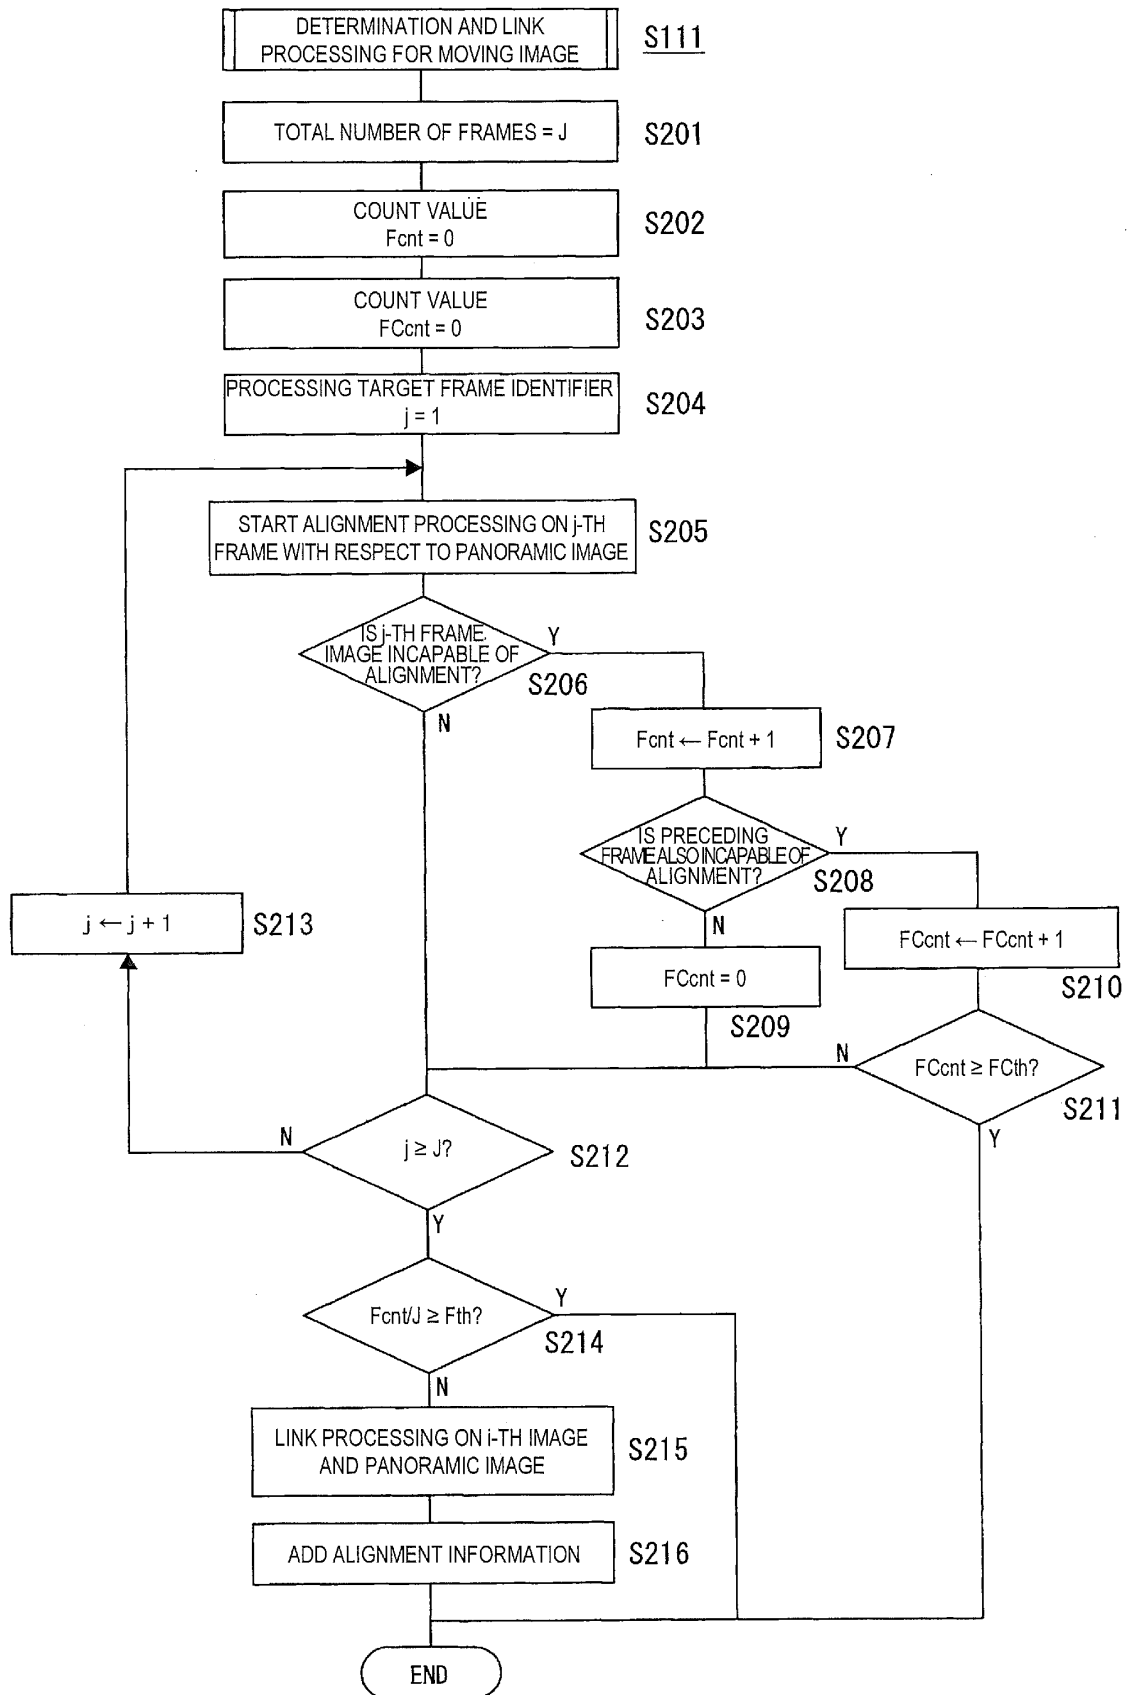 DETERMINATION AND LINK
PROCESSING FOR MOVING IMAGE
S111
TOTAL NUMBER OF FRAMES = J
S201
COUNT VALUE
Fcnt = 0
S202
COUNT VALUE
FCcnt = 0
S203
PROCESSING TARGET FRAME IDENTIFIER
j = 1
S204
START ALIGNMENT PROCESSING ON j-TH
FRAME WITH RESPECT TO PANORAMIC IMAGE
S205
IS j-TH FRAME
IMAGE INCAPABLE OF
ALIGNMENT?
Y
S206
N
Fcnt ← Fcnt + 1
S207
IS PRECEDING
FRAME ALSO INCAPABLE OF
ALIGNMENT?
Y
S208
N
j ← j + 1
S213
FCcnt ← FCcnt + 1
S210
FCcnt = 0
S209
N
FCcnt ≥ FCth?
S211
Y
N
j ≥ J?
S212
Y
Fcnt/J ≥ Fth?
Y
S214
N
LINK PROCESSING ON i-TH IMAGE
AND PANORAMIC IMAGE
S215
ADD ALIGNMENT INFORMATION
S216
END